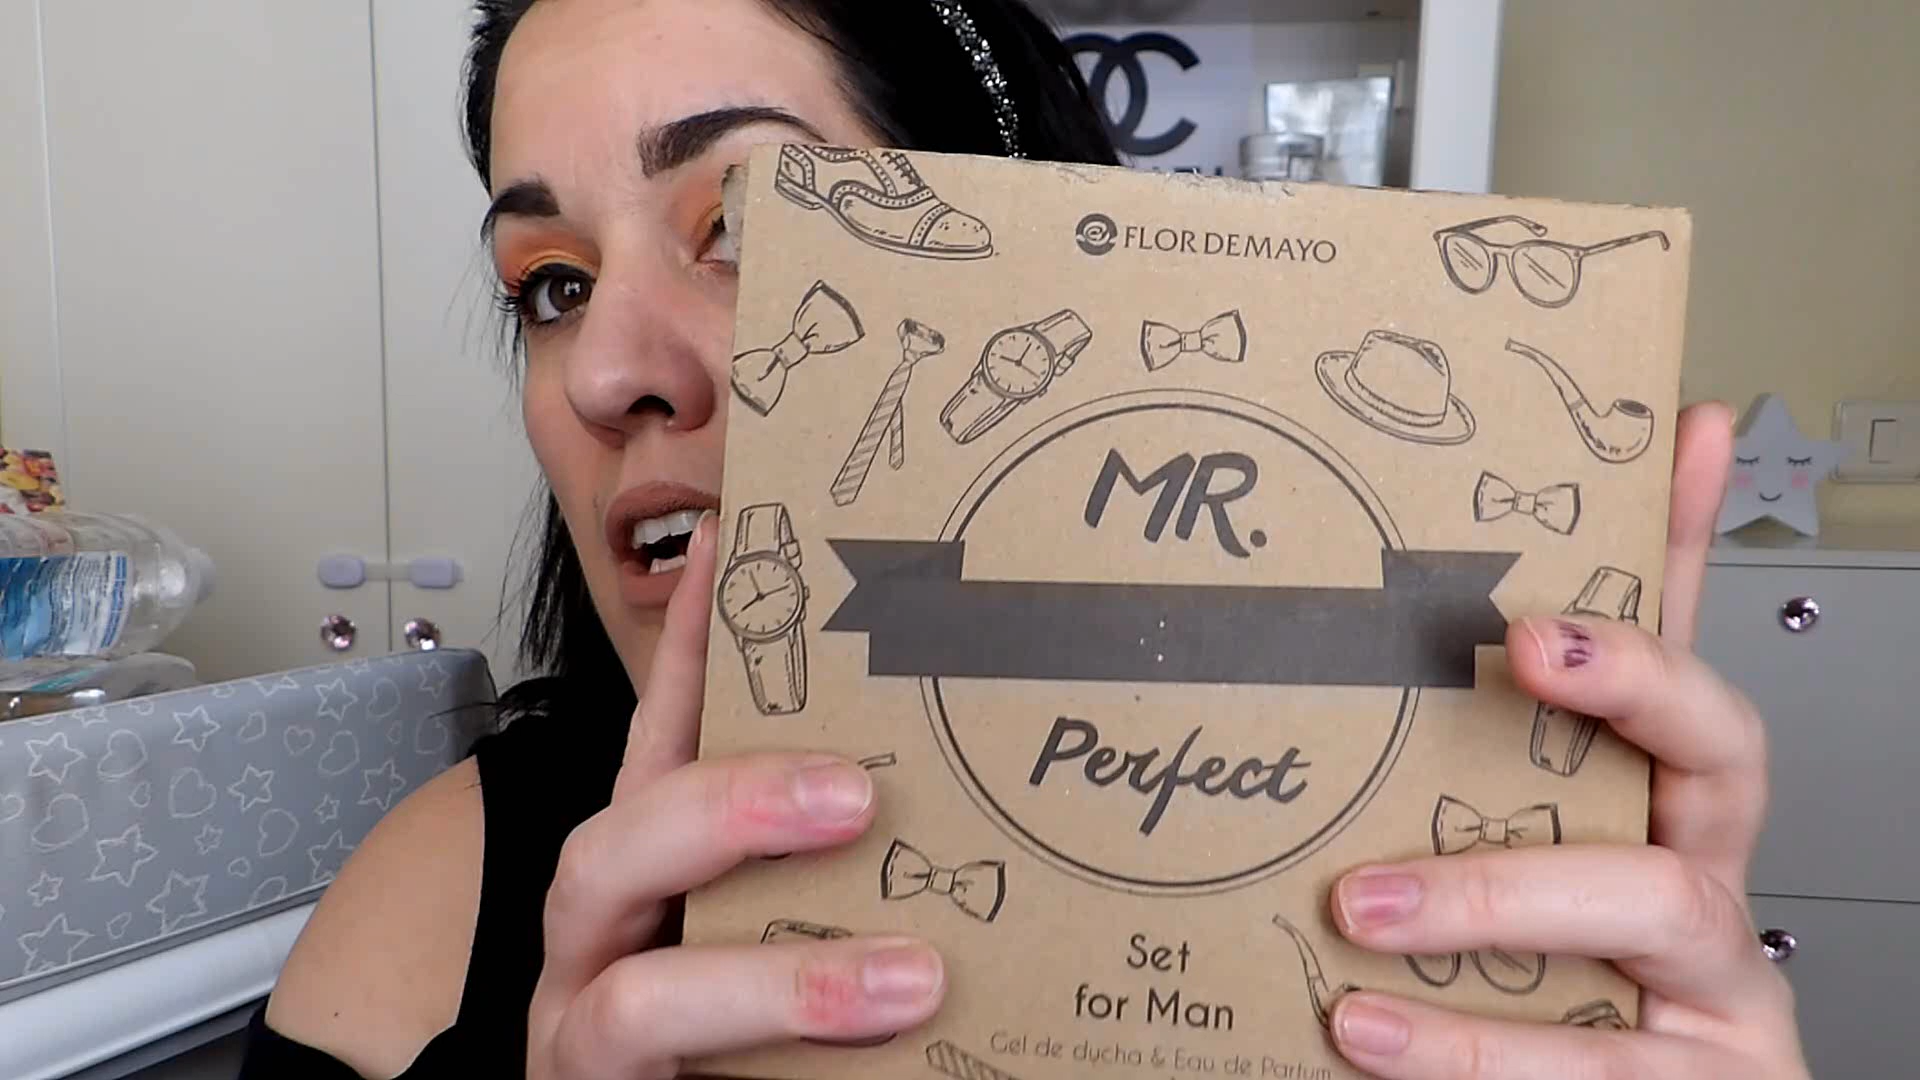 FLOR DE MAYO
MR.
Perfect
Set
for Man
Gel de ducha & Eau de Parfum